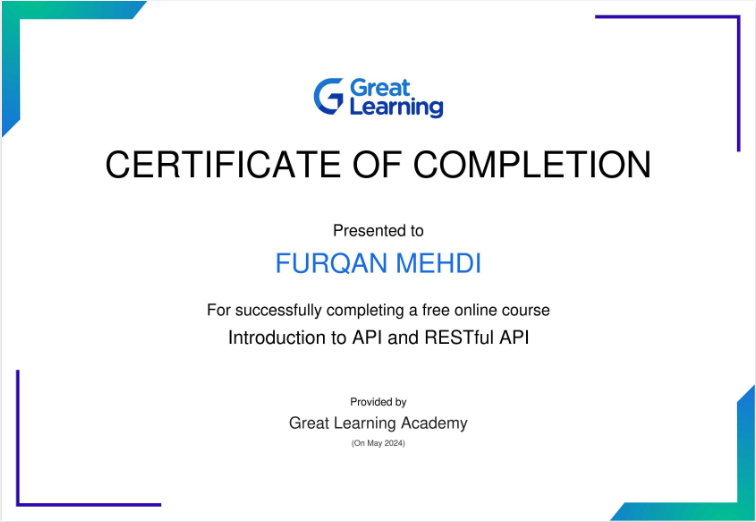 Great
Learning
CERTIFICATE OF COMPLETION
Presented to
FURQAN MEHDI
For successfully completing a free online course
Introduction to API and RESTful API
Provided by
Great Learning Academy
(On May 2024)